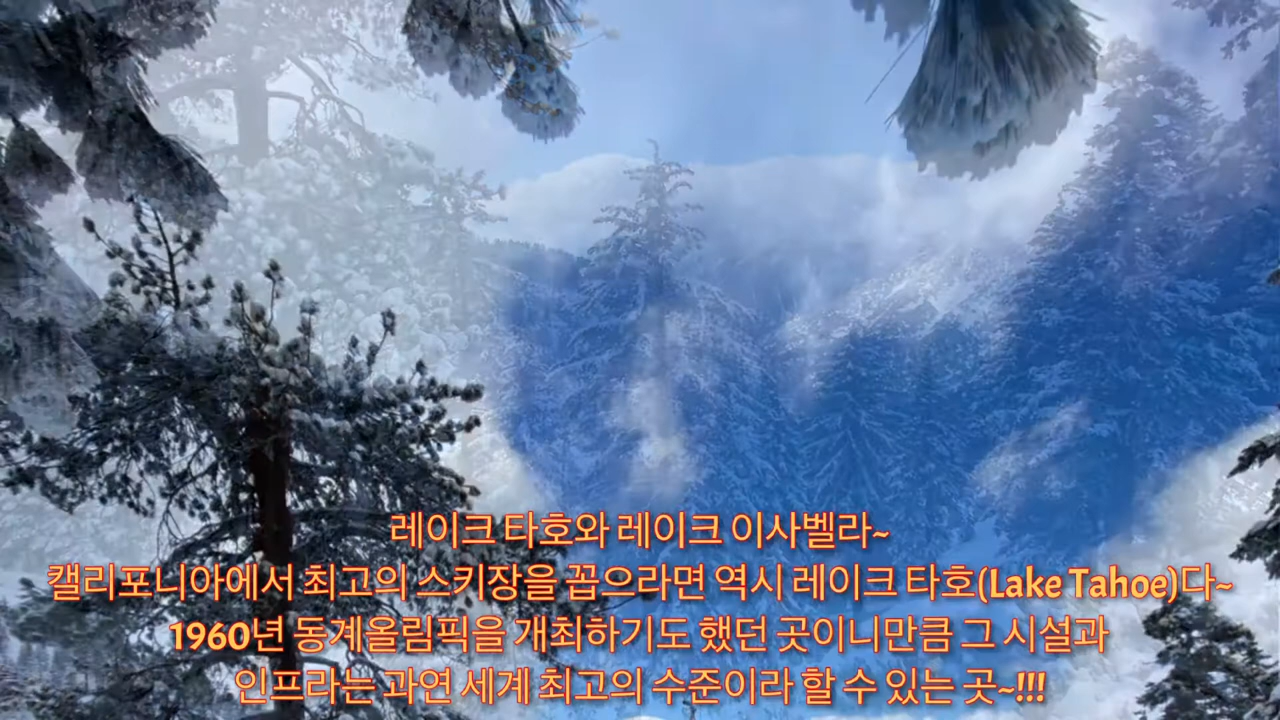 레이크 타호와 레이크 이사벨라~
캘리포니아에서 최고의 스키장을 꼽으라면 역시 레이크 타호(Lake Tahoe)다~
1960년 동계올림픽을 개최하기도 했던 곳이니만큼 그 시설과
인프라는 과연 세계 최고의 수준이라 할 수 있는 곳~!!!